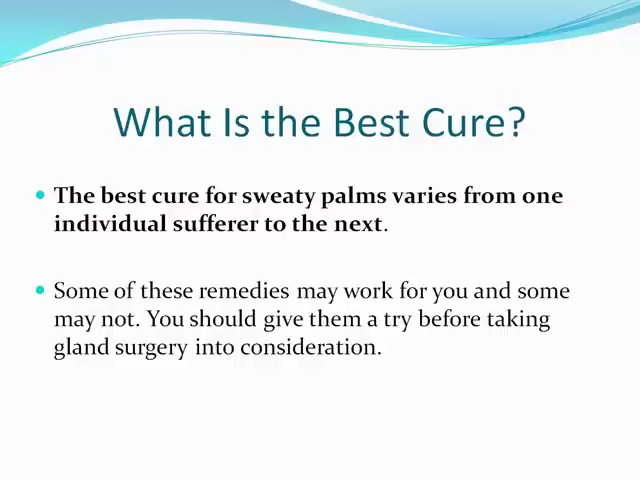 What Is the Best Cure?
The best cure for sweaty palms varies from one
individual sufferer to the next.
Some of these remedies may work for you and some
may not. You should give them a try before taking
gland surgery into consideration.